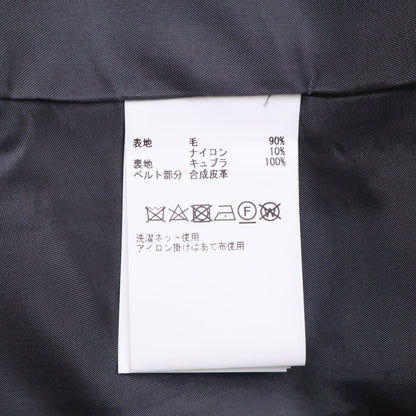 表地 毛 90%
ナイロン 10%
裏地 キュプラ 100%
ベルト部分 合成皮革
F W
洗濯ネット使用
アイロン掛けはあて布使用